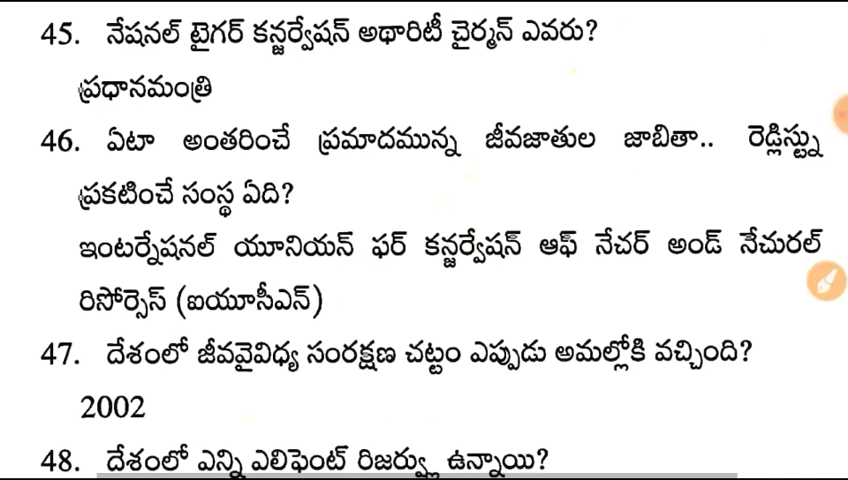 45. నేషనల్ టైగర్ కన్జర్వేషన్ అథారిటీ చైర్మన్ ఎవరు?
ప్రధానమంత్రి
46. ఏటా అంతరించే ప్రమాదమున్న జీవజాతుల జాబితా.. రెడ్లిస్ట్ను
ప్రకటించే సంస్థ ఏది?
ఇంటర్నేషనల్ యూనియన్ ఫర్ కన్జర్వేషన్ ఆఫ్ నేచర్ అండ్ నేచురల్
రిసోర్సెస్ (ఐయూసీఎన్)
47. దేశంలో జీవవైవిధ్య సంరక్షణ చట్టం ఎప్పుడు అమల్లోకి వచ్చింది?
2002
48. దేశంలో ఎన్ని ఎలిఫెంట్ రిజర్వ్లు ఉన్నాయి?